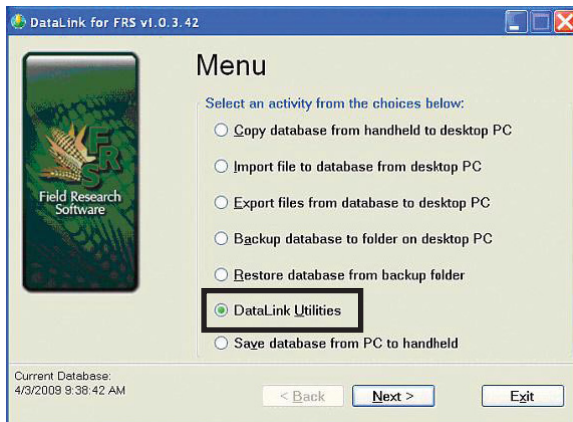 DataLink for FRS v1.0.3.42
Menu
Select an activity from the choices below:
Copy database from handheld to desktop PC
Import file to database from desktop PC
Export files from database to desktop PC
Backup database to folder on desktop PC
Restore database from backup folder
DataLink Utilities
Save database from PC to handheld
FRS
Field Research
Software
Current Database:
4/3/2009 9:38:42 AM
< Back
Next >
Exit